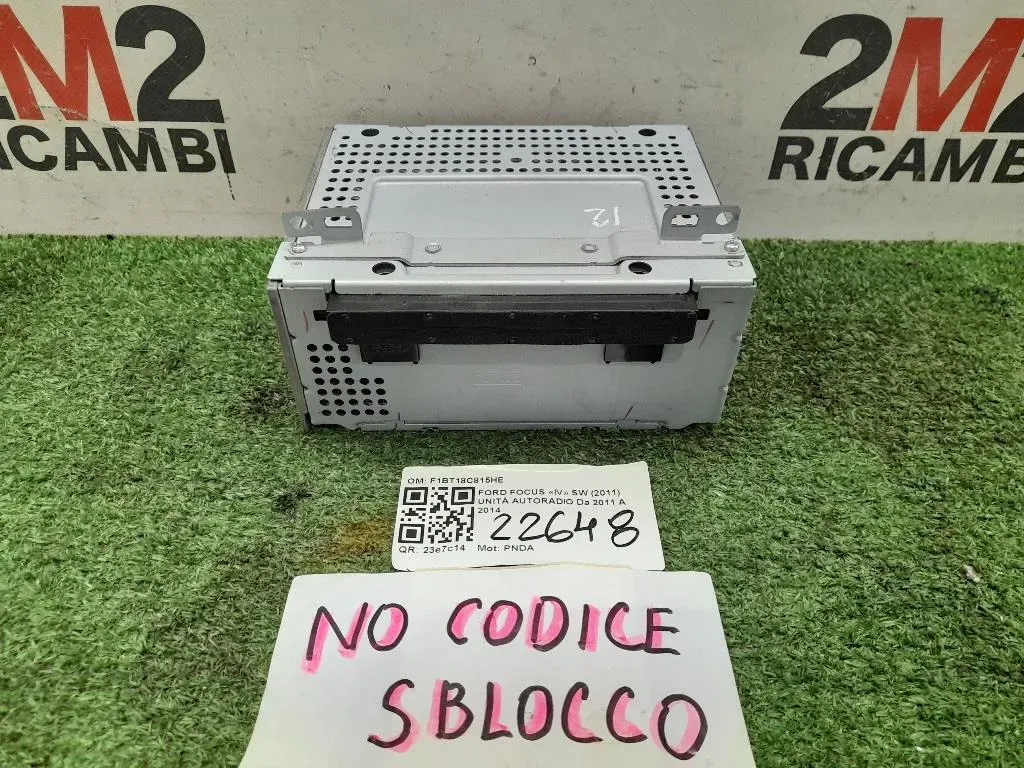 2M2
RICAMBI
2M2
RICAMBI
12
OM: F1BT18C815HE
FORD FOCUS «IV» SW (2011)
UNITÀ AUTORADIO Da 2011 A
2014
22648
QR: 23e7c14 Mot: PNDA
NO CODICE
SBLOCCO